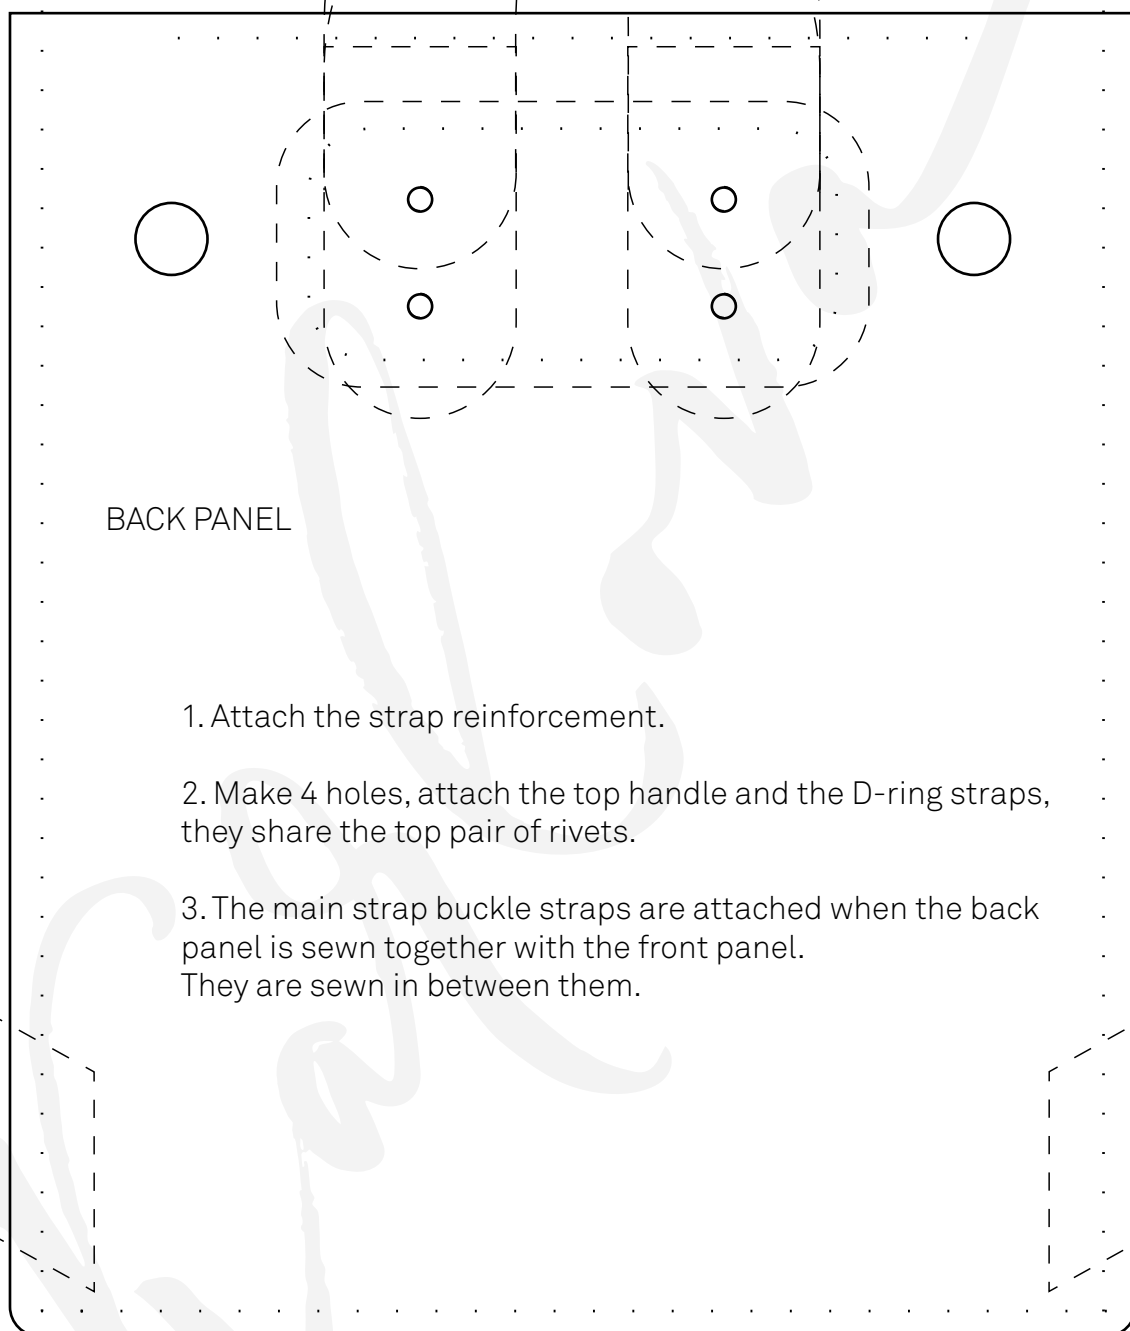 BACK PANEL
1. Attach the strap reinforcement.
2. Make 4 holes, attach the top handle and the D-ring straps,
they share the top pair of rivets.
3. The main strap buckle straps are attached when the back
panel is sewn together with the front panel.
They are sewn in between them.